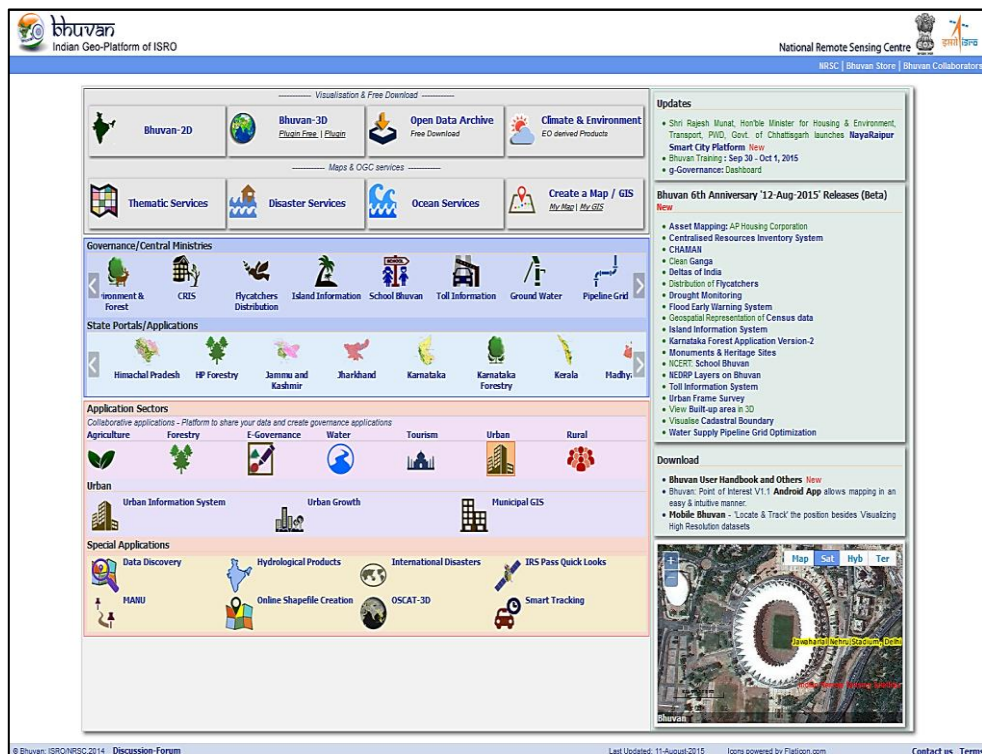 bhuvan
Indian Geo-Platform of ISRO
National Remote Sensing Centre
इसरो isro
NRSC | Bhuvan Store | Bhuvan Collaborators
Visualisation & Free Download
Bhuvan-2D
Bhuvan-3D
Plugin Free | Plugin
Open Data Archive
Free Download
Climate & Environment
EO derived Products
Maps & OGC services
Thematic Services
Disaster Services
Ocean Services
Create a Map / GIS
My Map | My GIS
Governance/Central Ministries
ironment &
Forest
CRIS
Flycatchers
Distribution
Island Information
SCHOOL
School Bhuvan
Toll Information
Ground Water
Pipeline Grid
State Portals/Applications
Himachal Pradesh
HP Forestry
Jammu and
Kashmir
Jharkhand
Karnataka
Karnataka
Forestry
Kerala
Madhy
Application Sectors
Collaborative applications - Platform to share your data and create governance applications
Agriculture
Forestry
E-Governance
Water
Tourism
Urban
Rural
Urban
Urban Information System
Urban Growth
Municipal GIS
Special Applications
Data Discovery
Hydrological Products
International Disasters
IRS Pass Quick Looks
MANU
Online Shapefile Creation
OSCAT-3D
Smart Tracking
Updates
Shri Rajesh Munat, Hon'ble Minister for Housing & Environment,
Transport, PWD, Govt. of Chhatisgarh launches NayaRaipur
Smart City Platform New
Bhuvan Training : Sep 30 - Oct 1, 2015
g-Governance: Dashboard
Bhuvan 6th Anniversary '12-Aug-2015' Releases (Beta)
New
Asset Mapping: AP Housing Corporation
Centralised Resources Inventory System
CHAMAN
Clean Ganga
Deltas of India
Distribution of Flycatchers
Drought Monitoring
Flood Early Warning System
Geospatial Representation of Census data
Island Information System
Karnataka Forest Application Version-2
Monuments & Heritage Sites
NCERT: School Bhuvan
NEDRP Layers on Bhuvan
Toll Information System
Urban Frame Survey
View Built-up area in 3D
Visualise Cadastral Boundary
Water Supply Pipeline Grid Optimization
Download
Bhuvan User Handbook and Others New
Bhuvan: Point of Interest V1.1 Android App allows mapping in an
easy & intuitive manner.
Mobile Bhuvan - 'Locate & Track' the position besides Visualizing
High Resolution datasets
Map Sat Hyb Ter
Jawaharlal Nehru Stadium, Delhi
Bhuvan
© Bhuvan: ISRO/NRSC.2014 Discussion-Forum
Last Updated: 11-August-2015
Icons powered by Flaticon.com
Contact us Terms